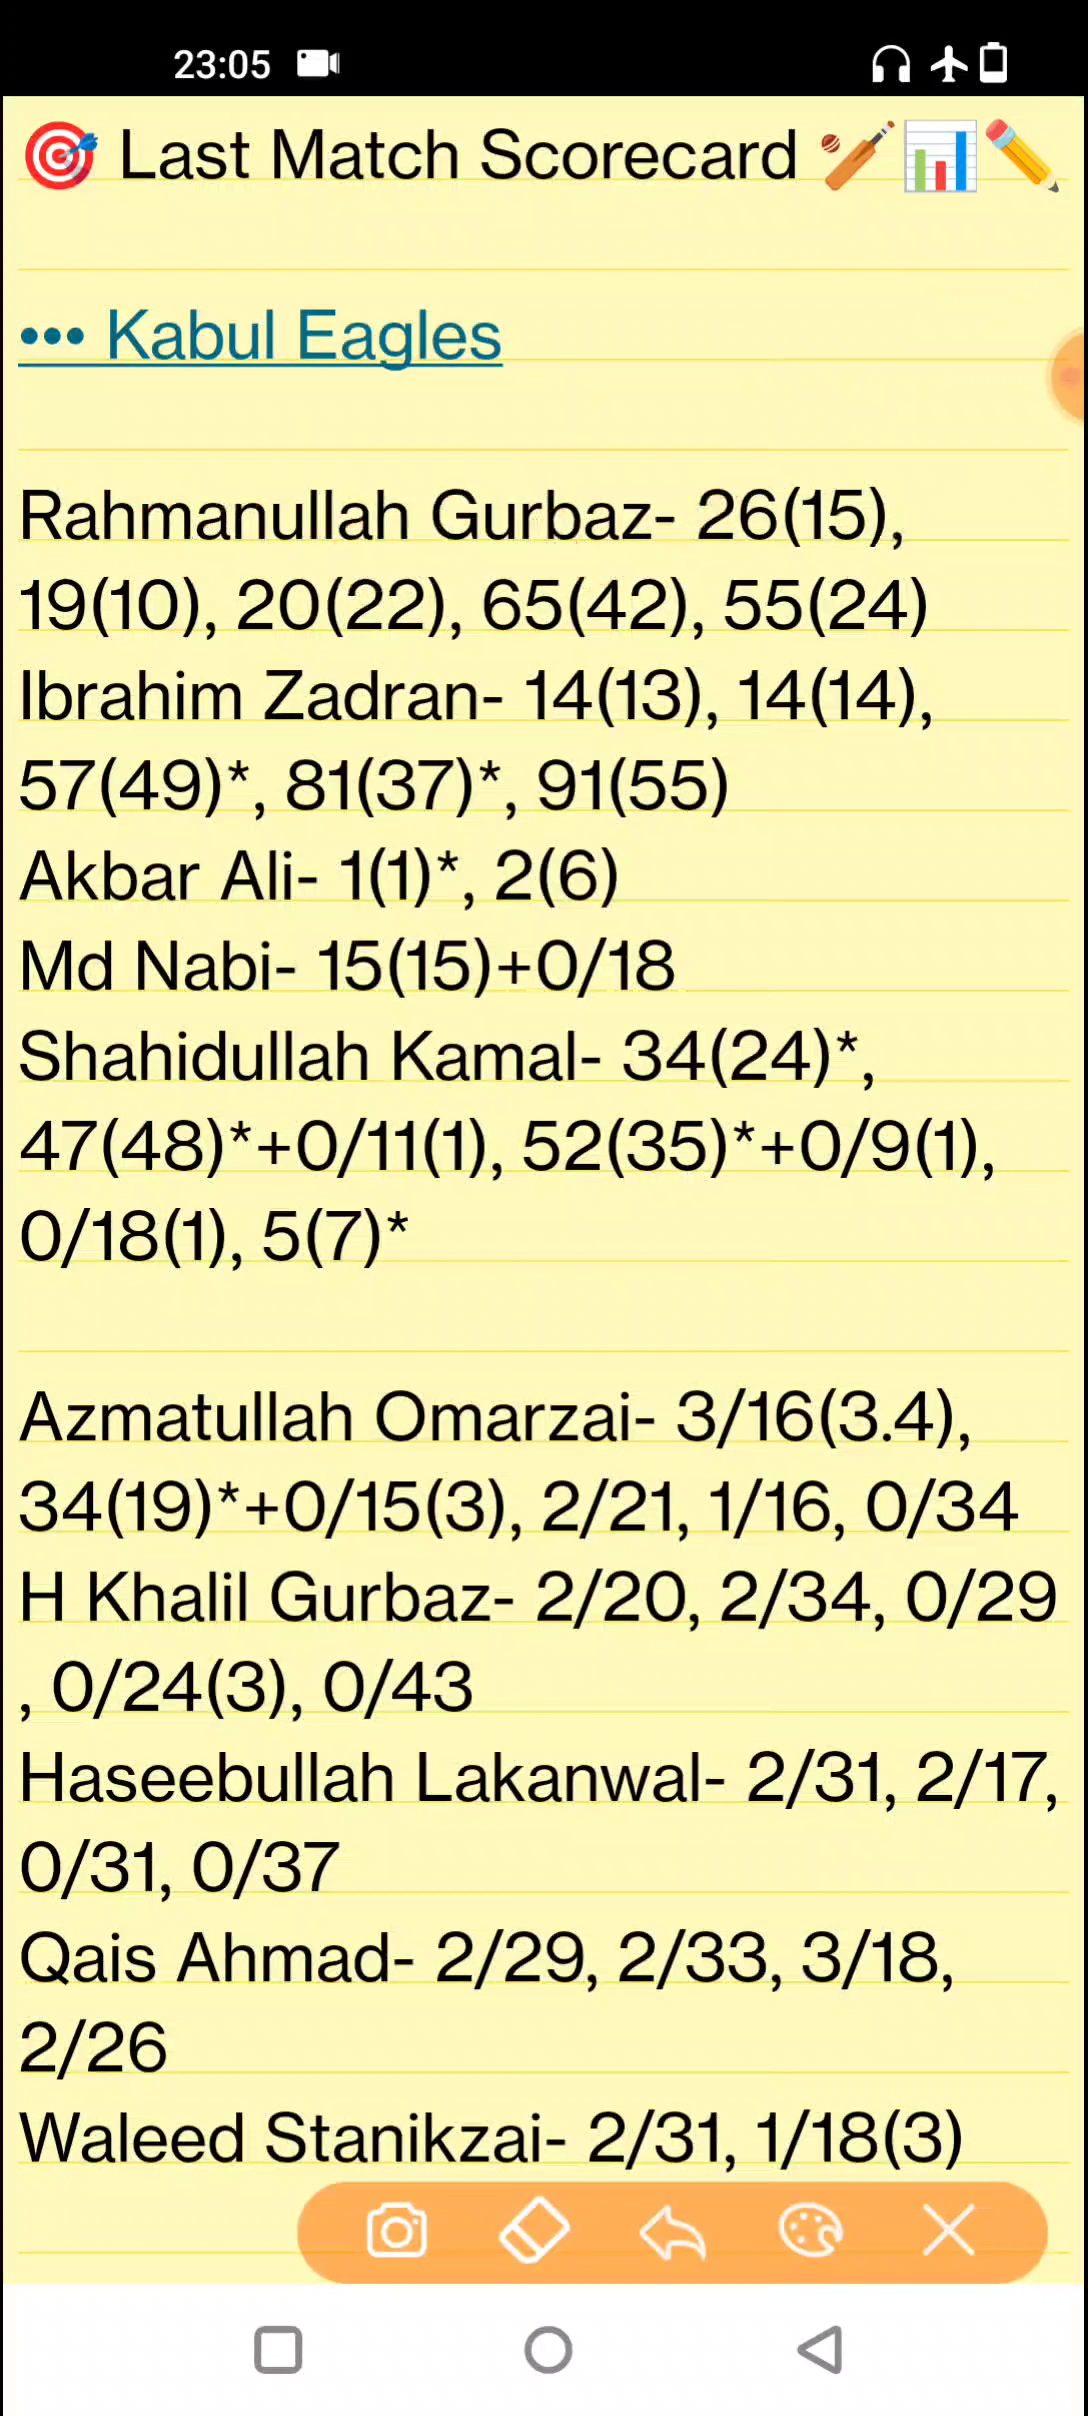 23:05
Last Match Scorecard
••• Kabul Eagles
Rahmanullah Gurbaz- 26(15),
19(10), 20(22), 65(42), 55(24)
Ibrahim Zadran- 14(13), 14(14),
57(49)*, 81(37)*, 91(55)
Akbar Ali- 1(1)*, 2(6)
Md Nabi- 15(15)+0/18
Shahidullah Kamal- 34(24)*,
47(48)*+0/11(1), 52(35)*+0/9(1),
0/18(1), 5(7)*
Azmatullah Omarzai- 3/16(3.4),
34(19)*+0/15(3), 2/21, 1/16, 0/34
H Khalil Gurbaz- 2/20, 2/34, 0/29
, 0/24(3), 0/43
Haseebullah Lakanwal- 2/31, 2/17,
0/31, 0/37
Qais Ahmad- 2/29, 2/33, 3/18,
2/26
Waleed Stanikzai- 2/31, 1/18(3)